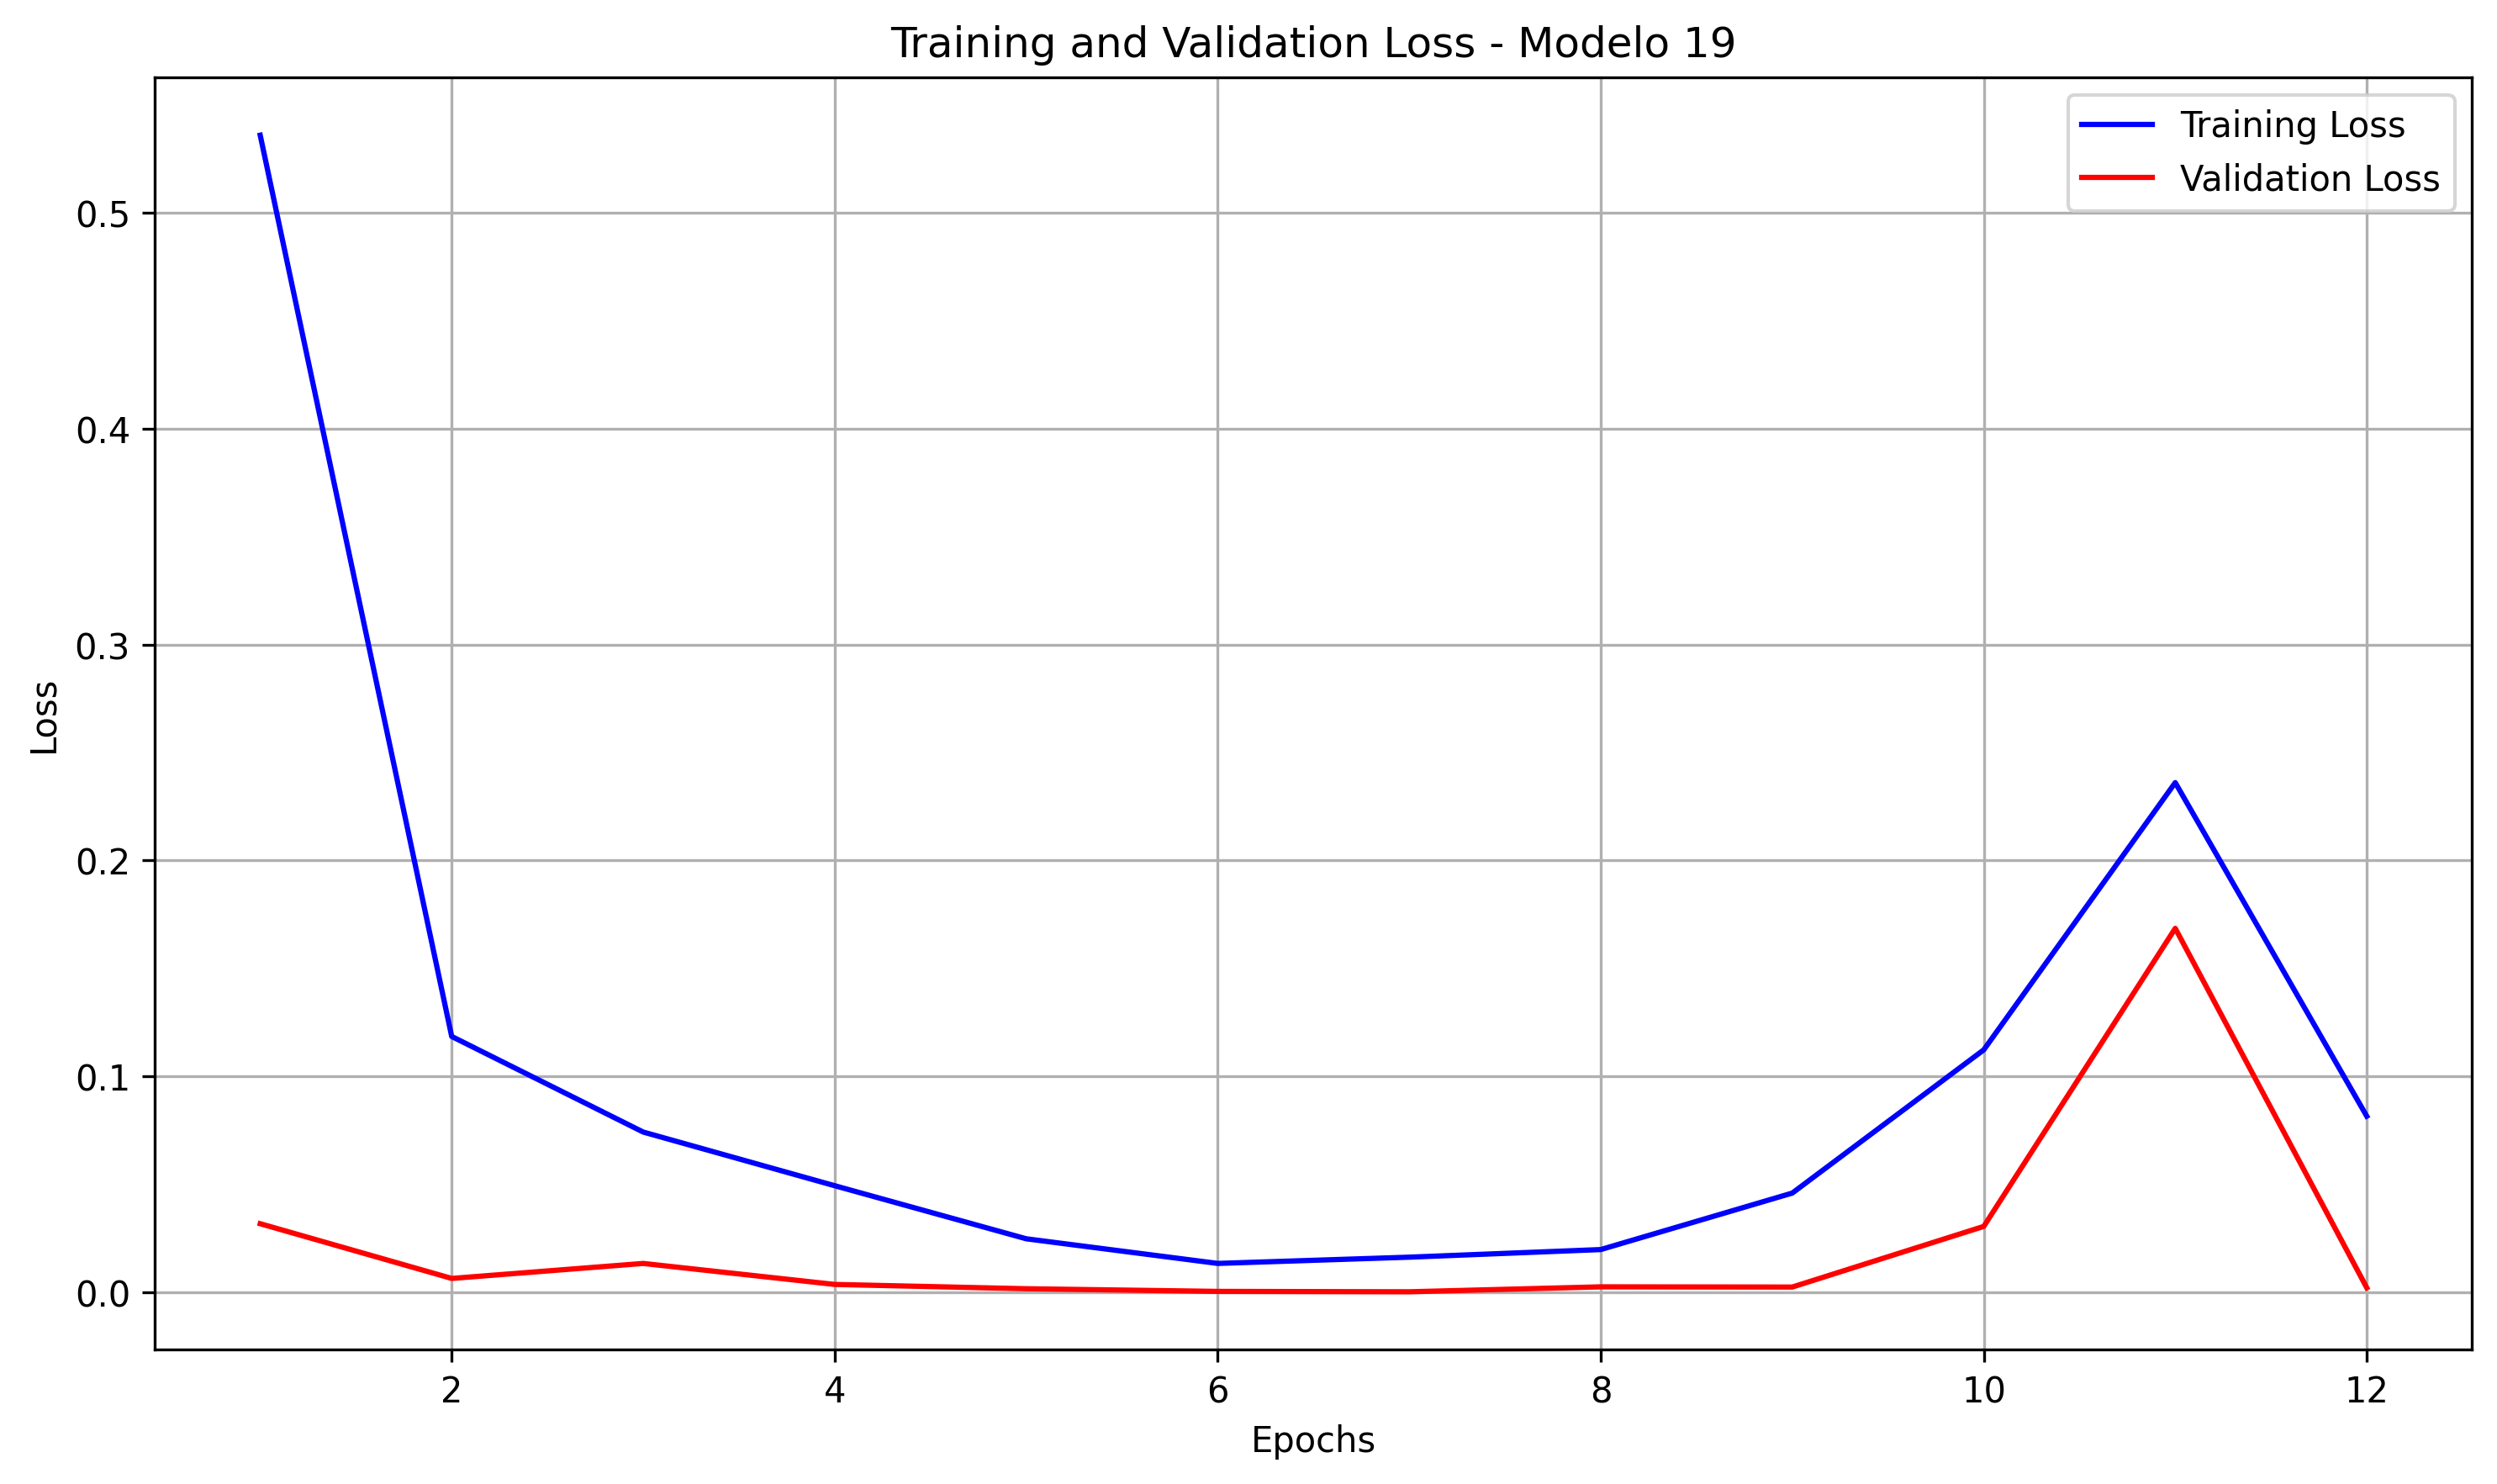 Training and Validation Loss - Modelo 19
Training Loss
Validation Loss
0.5
0.4
0.3
0.2
0.1
0.0
Loss
2 4 6 8 10 12
Epochs